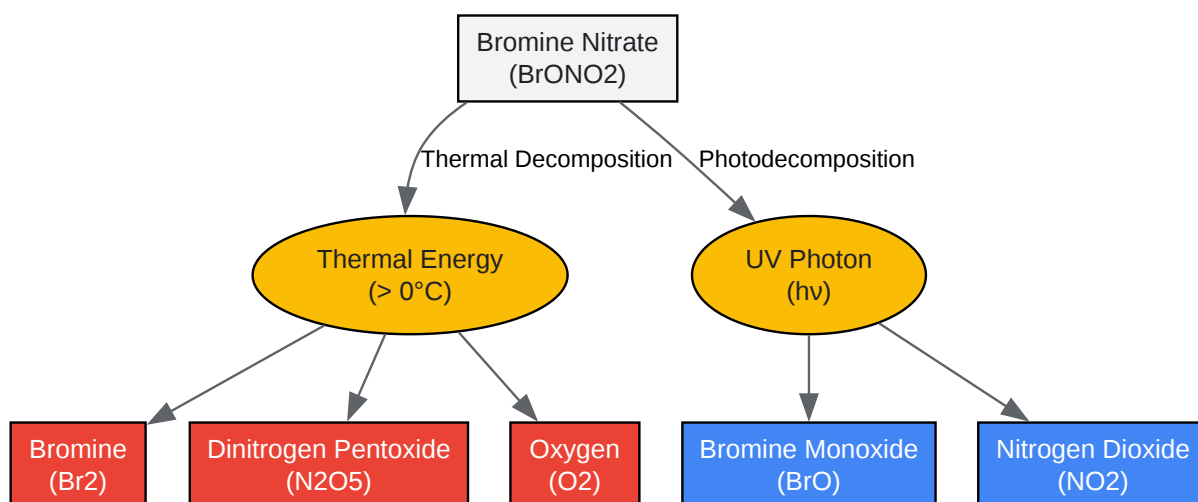 Bromine Nitrate
(BrONO2)
Thermal Decomposition
Photodecomposition
Thermal Energy
(> 0°C)
UV Photon
(hν)
Bromine
(Br2)
Dinitrogen Pentoxide
(N2O5)
Oxygen
(O2)
Bromine Monoxide
(BrO)
Nitrogen Dioxide
(NO2)